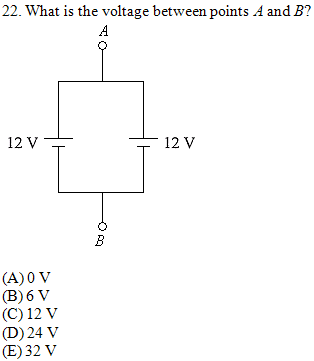 22. What is the voltage between points A and B?
A
12 V
12 V
B
(A) 0 V
(B) 6 V
(C) 12 V
(D) 24 V
(E) 32 V